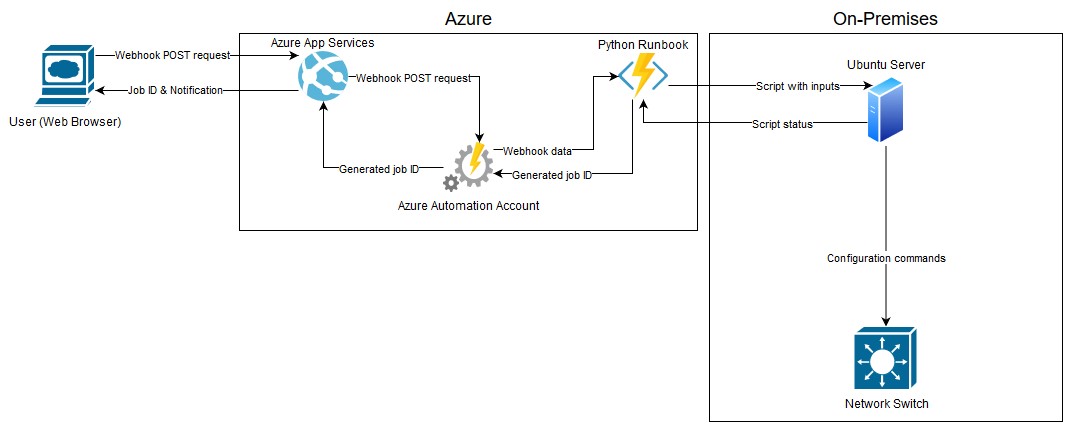 Azure
On-Premises
Azure App Services
Python Runbook
Ubuntu Server
Webhook POST request
Job ID & Notification
User (Web Browser)
Webhook POST request
Script with inputs
Script status
Webhook data
Generated job ID
Generated job ID
Azure Automation Account
Configuration commands
Network Switch